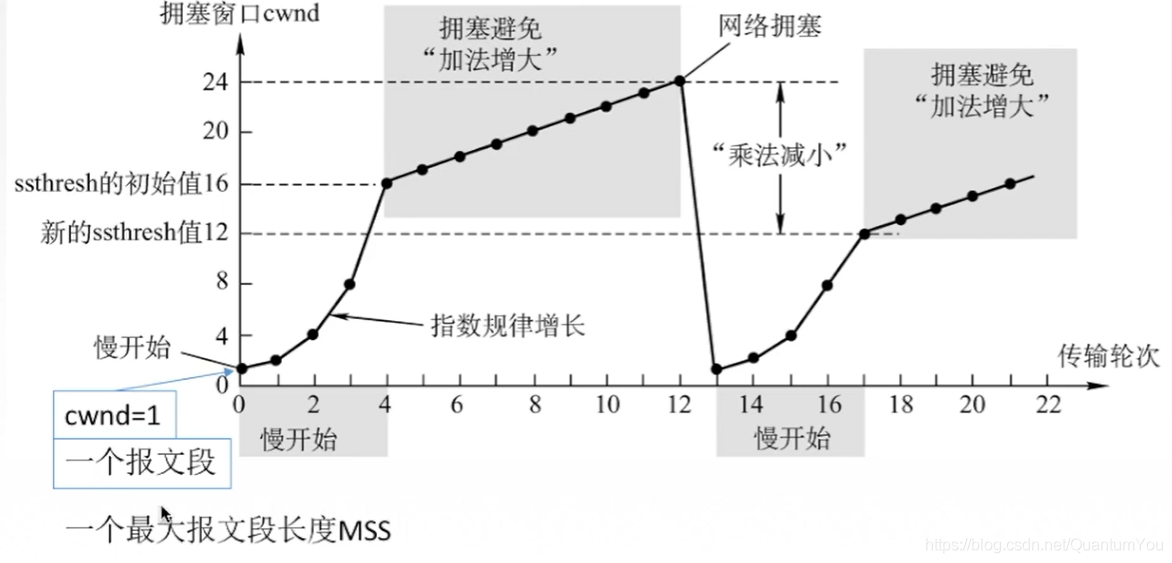 拥塞窗口cwnd
拥塞避免
“加法增大”
网络拥塞
拥塞避免
“加法增大”
24
20
“乘法减小”
ssthresh的初始值16
新的ssthresh值12
8
指数规律增长
4
慢开始
传输轮次
0
0 2 4 6 8 10 12 14 16 18 20 22
cwnd=1
慢开始
慢开始
一个报文段
一个最大报文段长度MSS
https://blog.csdn.net/QuantumYou